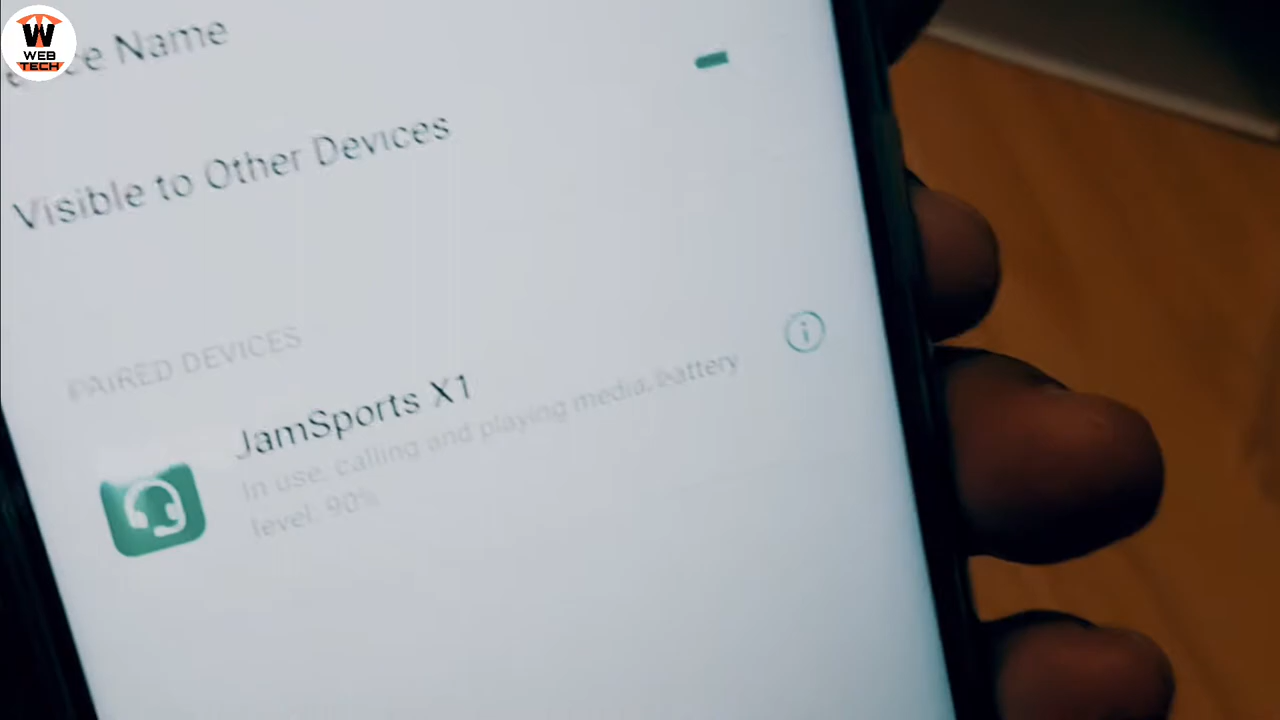 W
WEB
TECH
ce Name
Visible to Other Devices
PAIRED DEVICES
JamSports X1
In use, calling and playing media, battery
level: 90%